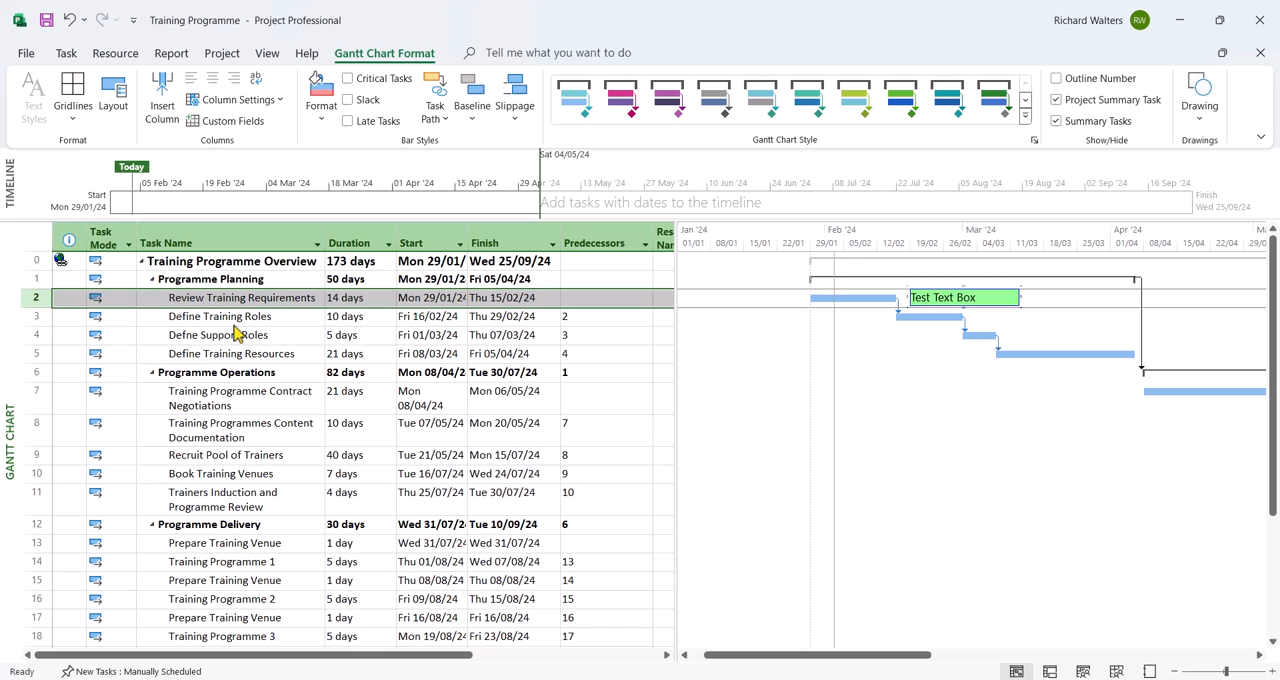 Training Programme - Project Professional
Richard Walters RW
File Task Resource Report Project View Help Gantt Chart Format Tell me what you want to do
Text Styles
Gridlines
Layout
Format
Insert Column
Column Settings
Custom Fields
Columns
Format
Critical Tasks
Slack
Late Tasks
Task Path
Baseline
Slippage
Bar Styles
Gantt Chart Style
Outline Number
Project Summary Task
Summary Tasks
Show/Hide
Drawing
Drawings
TIMELINE
Sat 04/05/24
Today
05 Feb '24 19 Feb '24 04 Mar '24 18 Mar '24 01 Apr '24 15 Apr '24 29 Apr '24 13 May '24 27 May '24 10 Jun '24 24 Jun '24 08 Jul '24 22 Jul '24 05 Aug '24 19 Aug '24 02 Sep '24 16 Sep '24
Start
Mon 29/01/24
Add tasks with dates to the timeline
Finish
Wed 25/09/24
GANTT CHART
Task Mode Task Name Duration Start Finish Predecessors Res Nar
Jan '24 Feb '24 Mar '24 Apr '24
01/01 08/01 15/01 22/01 29/01 05/02 12/02 19/02 26/02 04/03 11/03 18/03 25/03 01/04 08/04 15/04 22/04 29/0
0 Training Programme Overview 173 days Mon 29/01/ Wed 25/09/24
1 Programme Planning 50 days Mon 29/01/2 Fri 05/04/24
2 Review Training Requirements 14 days Mon 29/01/24 Thu 15/02/24 Test Text Box
3 Define Training Roles 10 days Fri 16/02/24 Thu 29/02/24 2
4 Defne Support Roles 5 days Fri 01/03/24 Thu 07/03/24 3
5 Define Training Resources 21 days Fri 08/03/24 Fri 05/04/24 4
6 Programme Operations 82 days Mon 08/04/2 Tue 30/07/24 1
7 Training Programme Contract Negotiations 21 days Mon 08/04/24 Mon 06/05/24
8 Training Programmes Content Documentation 10 days Tue 07/05/24 Mon 20/05/24 7
9 Recruit Pool of Trainers 40 days Tue 21/05/24 Mon 15/07/24 8
10 Book Training Venues 7 days Tue 16/07/24 Wed 24/07/24 9
11 Trainers Induction and Programme Review 4 days Thu 25/07/24 Tue 30/07/24 10
12 Programme Delivery 30 days Wed 31/07/2 Tue 10/09/24 6
13 Prepare Training Venue 1 day Wed 31/07/24 Wed 31/07/24
14 Training Programme 1 5 days Thu 01/08/24 Wed 07/08/24 13
15 Prepare Training Venue 1 day Thu 08/08/24 Thu 08/08/24 14
16 Training Programme 2 5 days Fri 09/08/24 Thu 15/08/24 15
17 Prepare Training Venue 1 day Fri 16/08/24 Fri 16/08/24 16
18 Training Programme 3 5 days Mon 19/08/24 Fri 23/08/24 17
Ready New Tasks : Manually Scheduled